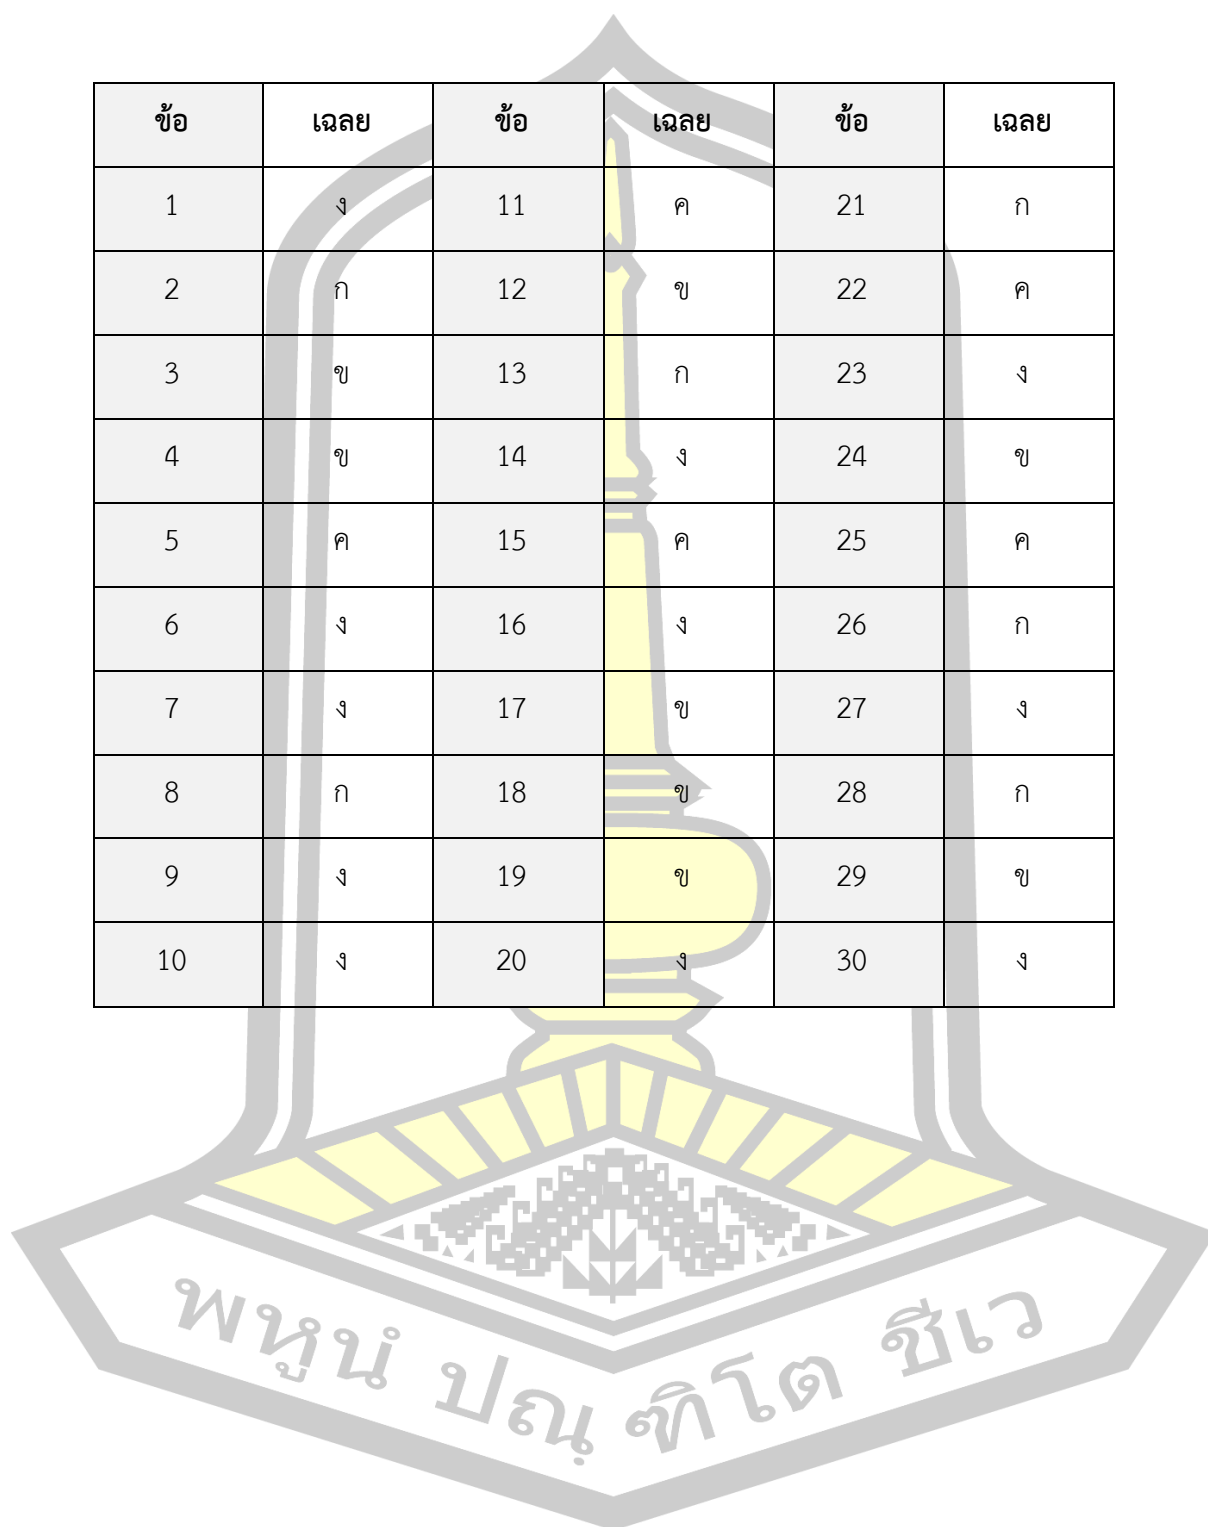 ข้อ เฉลย ข้อ เฉลย ข้อ เฉลย
1 ง 11 ค 21 ก
2 ก 12 ข 22 ค
3 ข 13 ก 23 ง
4 ข 14 ง 24 ข
5 ค 15 ค 25 ค
6 ง 16 ง 26 ก
7 ง 17 ข 27 ง
8 ก 18 ข 28 ก
9 ง 19 ข 29 ข
10 ง 20 ง 30 ง
พหูนํ ปณฺฑิโต ชีเว